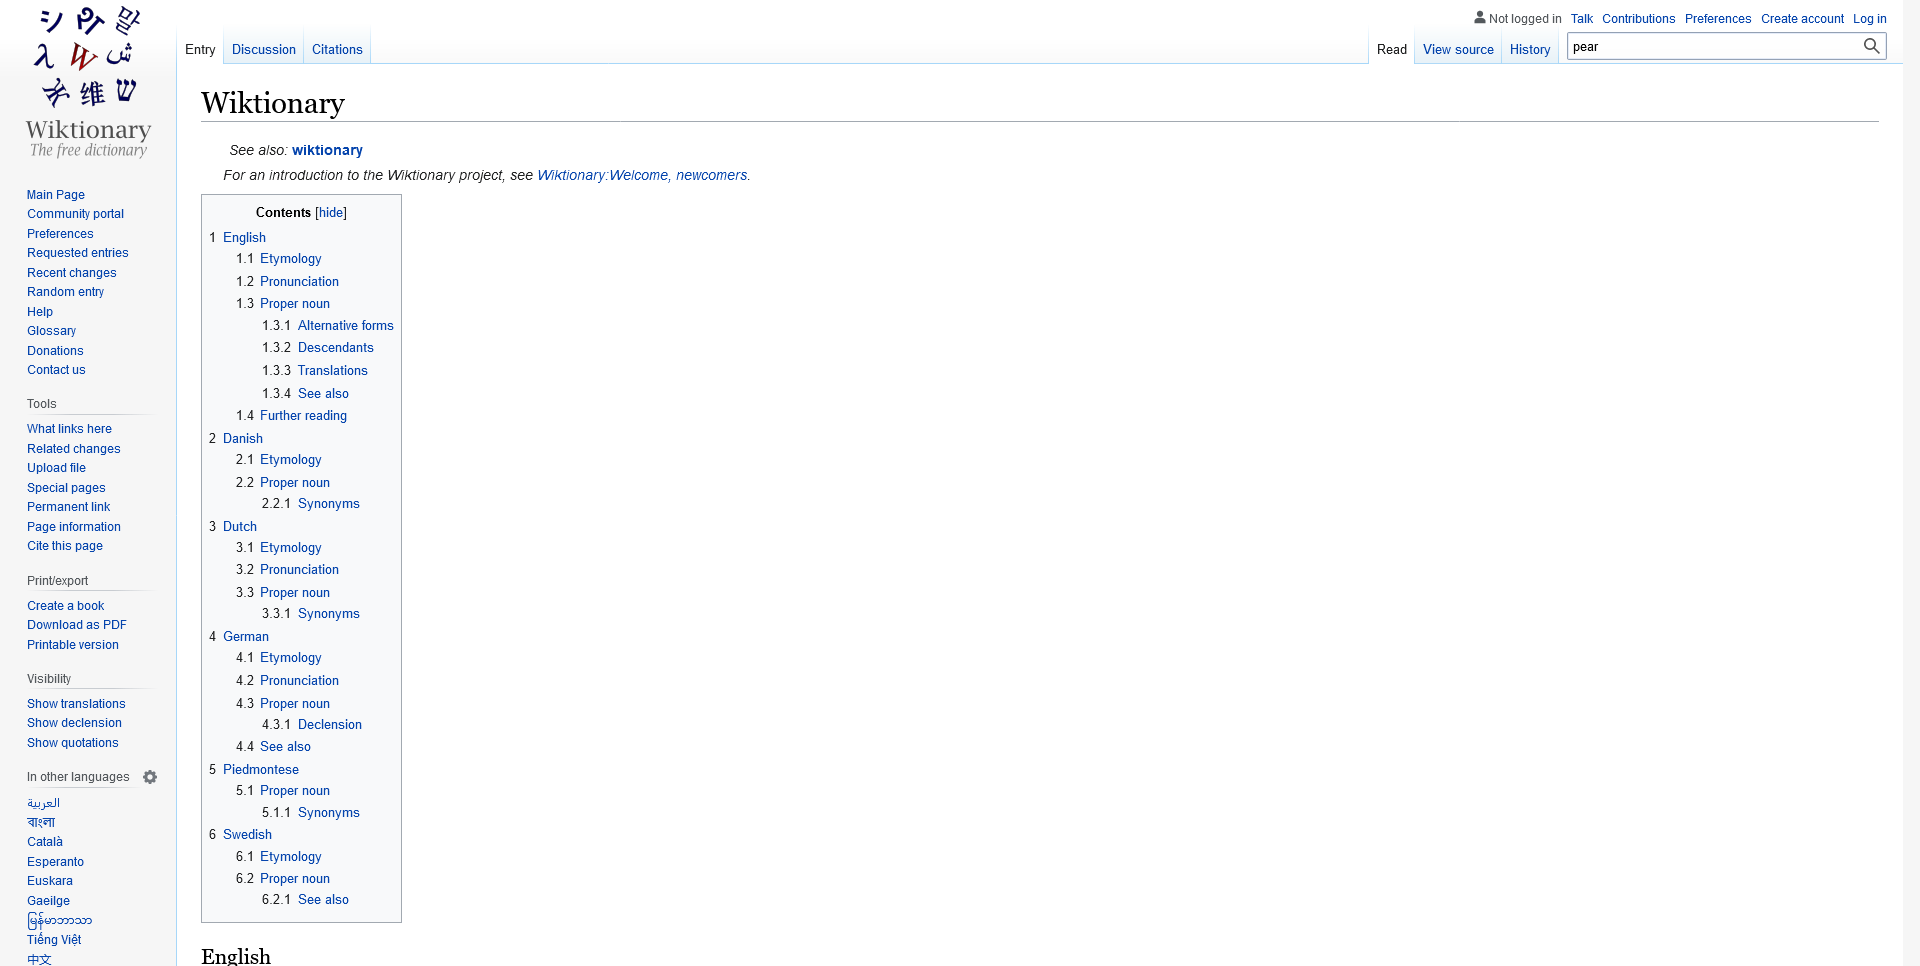 Not logged in Talk Contributions Preferences Create account Log in
Entry Discussion Citations
Read View source History pear
Wiktionary
The free dictionary
Main Page
Community portal
Preferences
Requested entries
Recent changes
Random entry
Help
Glossary
Donations
Contact us
Tools
What links here
Related changes
Upload file
Special pages
Permanent link
Page information
Cite this page
Print/export
Create a book
Download as PDF
Printable version
Visibility
Show translations
Show declension
Show quotations
In other languages
العربية
বাংলা
Català
Esperanto
Euskara
Gaeilge
မြန်မာဘာသာ
Tiếng Việt
中文
Wiktionary
See also: wiktionary
For an introduction to the Wiktionary project, see Wiktionary:Welcome, newcomers.
Contents [hide]
1 English
1.1 Etymology
1.2 Pronunciation
1.3 Proper noun
1.3.1 Alternative forms
1.3.2 Descendants
1.3.3 Translations
1.3.4 See also
1.4 Further reading
2 Danish
2.1 Etymology
2.2 Proper noun
2.2.1 Synonyms
3 Dutch
3.1 Etymology
3.2 Pronunciation
3.3 Proper noun
3.3.1 Synonyms
4 German
4.1 Etymology
4.2 Pronunciation
4.3 Proper noun
4.3.1 Declension
4.4 See also
5 Piedmontese
5.1 Proper noun
5.1.1 Synonyms
6 Swedish
6.1 Etymology
6.2 Proper noun
6.2.1 See also
English